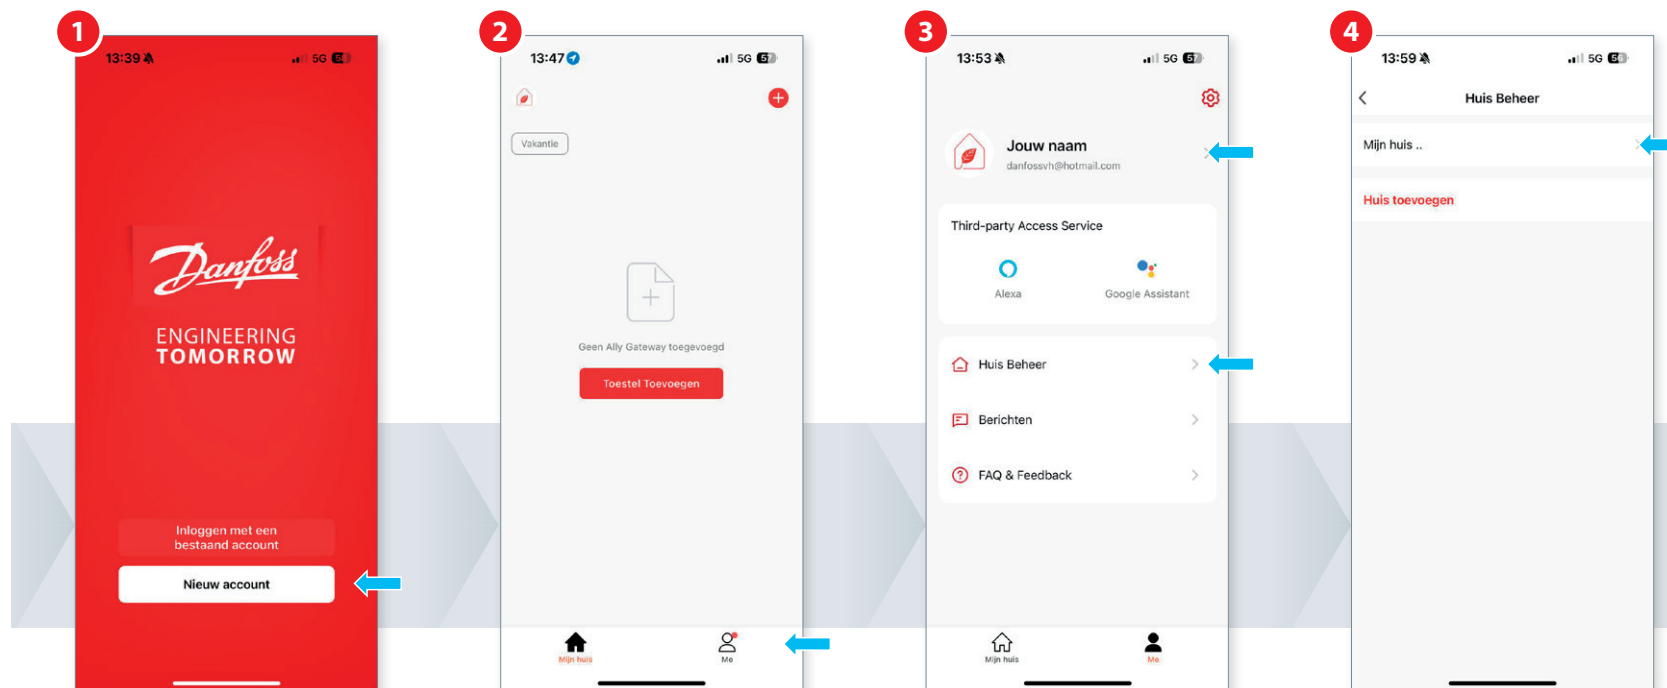 1
13:39
5G
Danfoss
ENGINEERING
TOMORROW
Inloggen met een
bestaand account
Nieuw account
2
13:47
5G 57
Vakantie
Geen Ally Gateway toegevoegd
Toestel Toevoegen
Mijn huis
Me
3
13:53
5G 57
Jouw naam
danfossvh@hotmail.com
Third-party Access Service
Alexa
Google Assistant
Huis Beheer
Berichten
FAQ & Feedback
Mijn huis
Me
4
13:59
5G 56
Huis Beheer
Mijn huis ..
Huis toevoegen